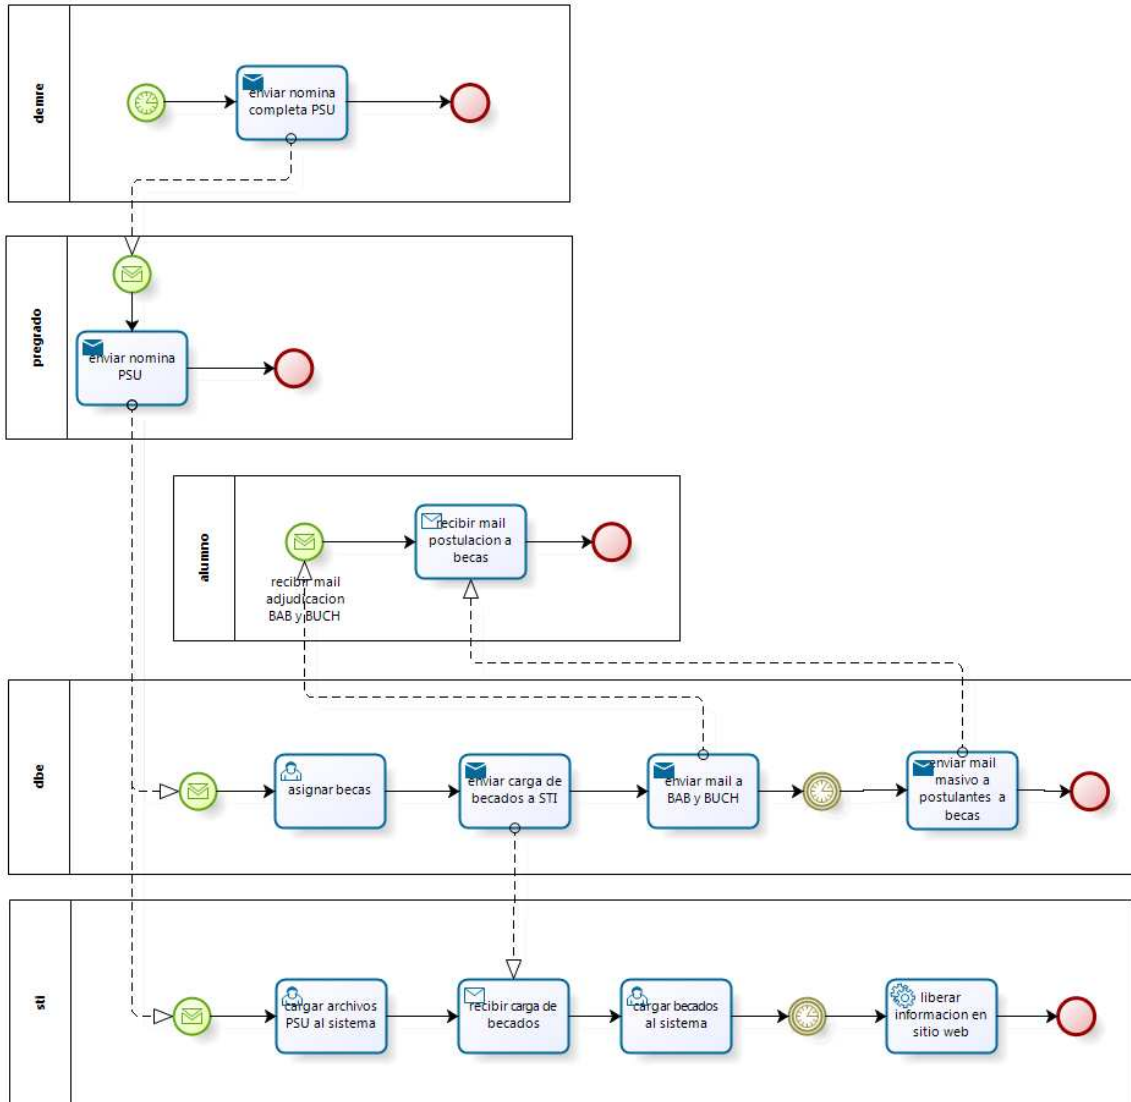 demre
enviar nomina
completa PSU
pregrado
enviar nomina
PSU
alumno
recibir mail
adjudicacion
BAB y BUCH
recibir mail
postulacion a
becas
dbe
asignar becas
enviar carga de
becados a STI
enviar mail a
BAB y BUCH
enviar mail
masivo a
postulantes a
becas
sti
cargar archivos
PSU al sistema
recibir carga de
becados
cargar becados
al sistema
liberar
informacion en
sitio web